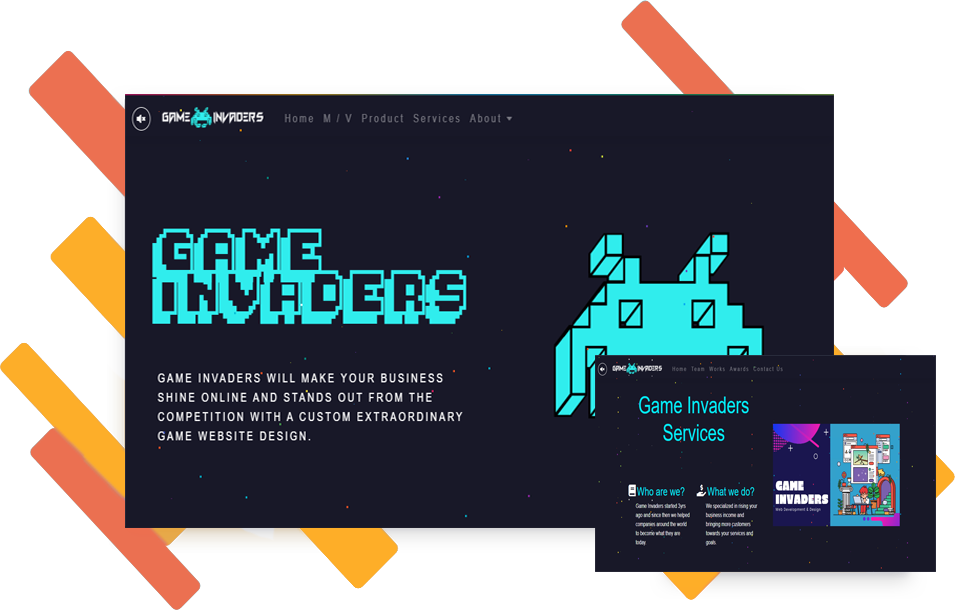 GAME INVADERS
Home M / V Product Services About
GAME
INVADERS
GAME INVADERS WILL MAKE YOUR BUSINESS
SHINE ONLINE AND STANDS OUT FROM THE
COMPETITION WITH A CUSTOM EXTRAORDINARY
GAME WEBSITE DESIGN.
GAME INVADERS
Home Team Works Awards Contact Us
Game Invaders
Services
Who are we?
Game Invaders started 3yrs
ago and since then we helped
companies around the world
to become what they are
today.
What we do?
We specialized in rising your
business income and
bringing more customers
towards your services and
goals.
GAME
INVADERS
Web Development & Design